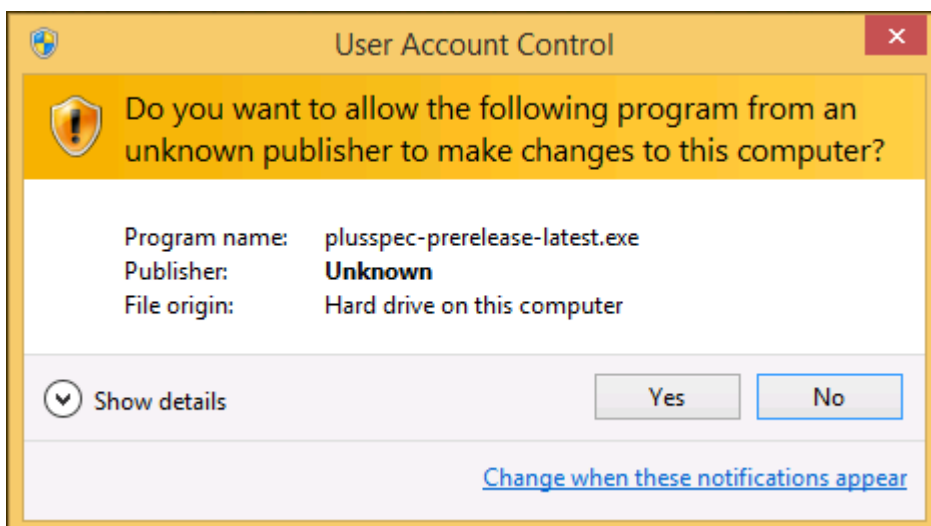 User Account Control
Do you want to allow the following program from an
unknown publisher to make changes to this computer?
Program name: plusspec-prerelease-latest.exe
Publisher: Unknown
File origin: Hard drive on this computer
Show details
Yes
No
Change when these notifications appear